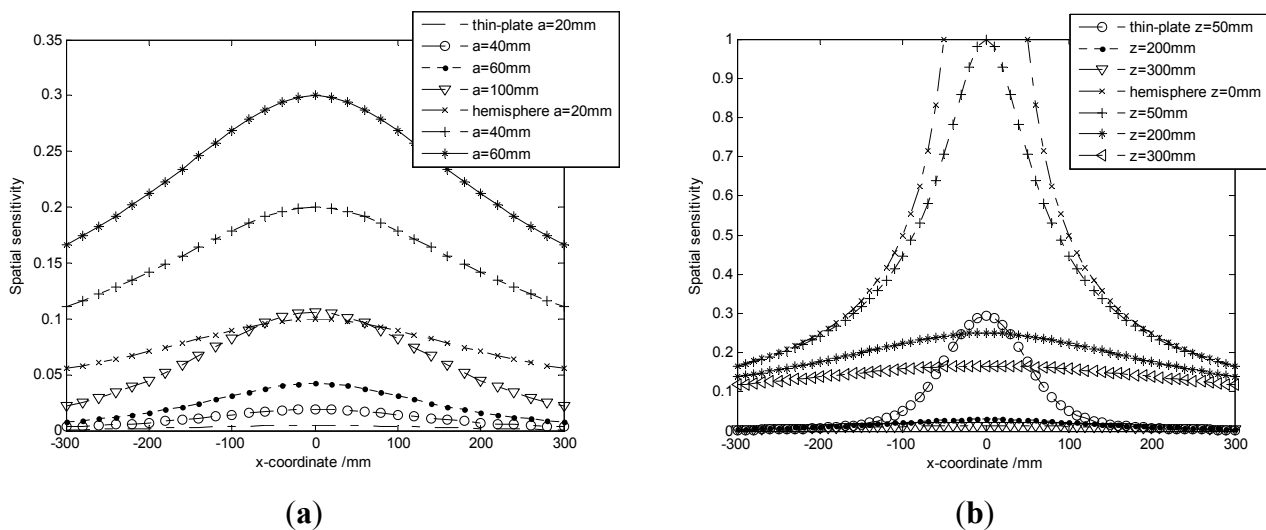 thin-plate a=20mm
a=40mm
a=60mm
a=100mm
hemisphere a=20mm
a=40mm
a=60mm
0.35
0.3
0.25
0.2
0.15
0.1
0.05
0
-300
-200
-100
0
100
200
300
Spatial sensitivity
x-coordinate /mm
(a)
thin-plate z=50mm
z=200mm
z=300mm
hemisphere z=0mm
z=50mm
z=200mm
z=300mm
1
0.9
0.8
0.7
0.6
0.5
0.4
0.3
0.2
0.1
0
-300
-200
-100
0
100
200
300
Spatial sensitivity
x-coordinate /mm
(b)